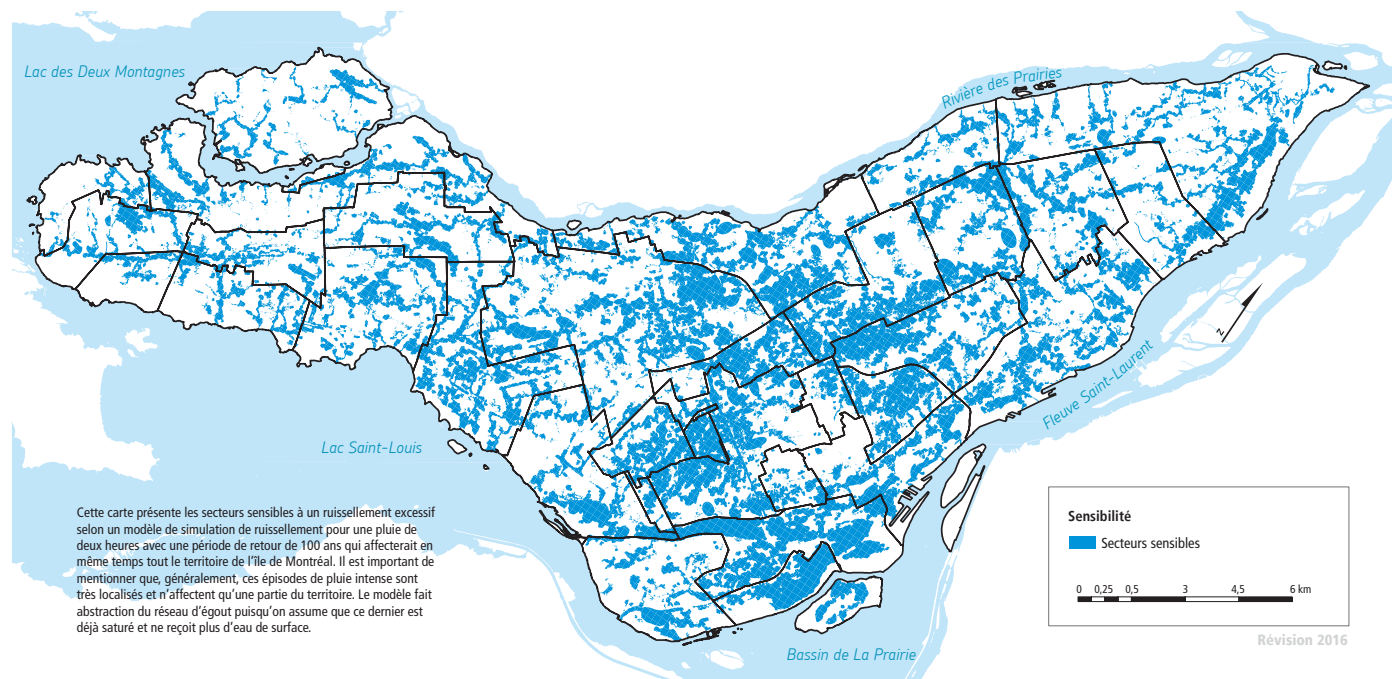 Lac des Deux Montagnes
Rivière des Prairies
Fleuve Saint-Laurent
N
Lac Saint-Louis
Cette carte présente les secteurs sensibles à un ruissellement excessif
selon un modèle de simulation de ruissellement pour une pluie de
deux heures avec une période de retour de 100 ans qui affecterait en
même temps tout le territoire de l'île de Montréal. Il est important de
mentionner que, généralement, ces épisodes de pluie intense sont
très localisés et n'affectent qu'une partie du territoire. Le modèle fait
abstraction du réseau d'égout puisqu'on assume que ce dernier est
déjà saturé et ne reçoit plus d'eau de surface.
Bassin de La Prairie
Sensibilité
Secteurs sensibles
0 0,25 0,5 3 4,5 6 km
Révision 2016